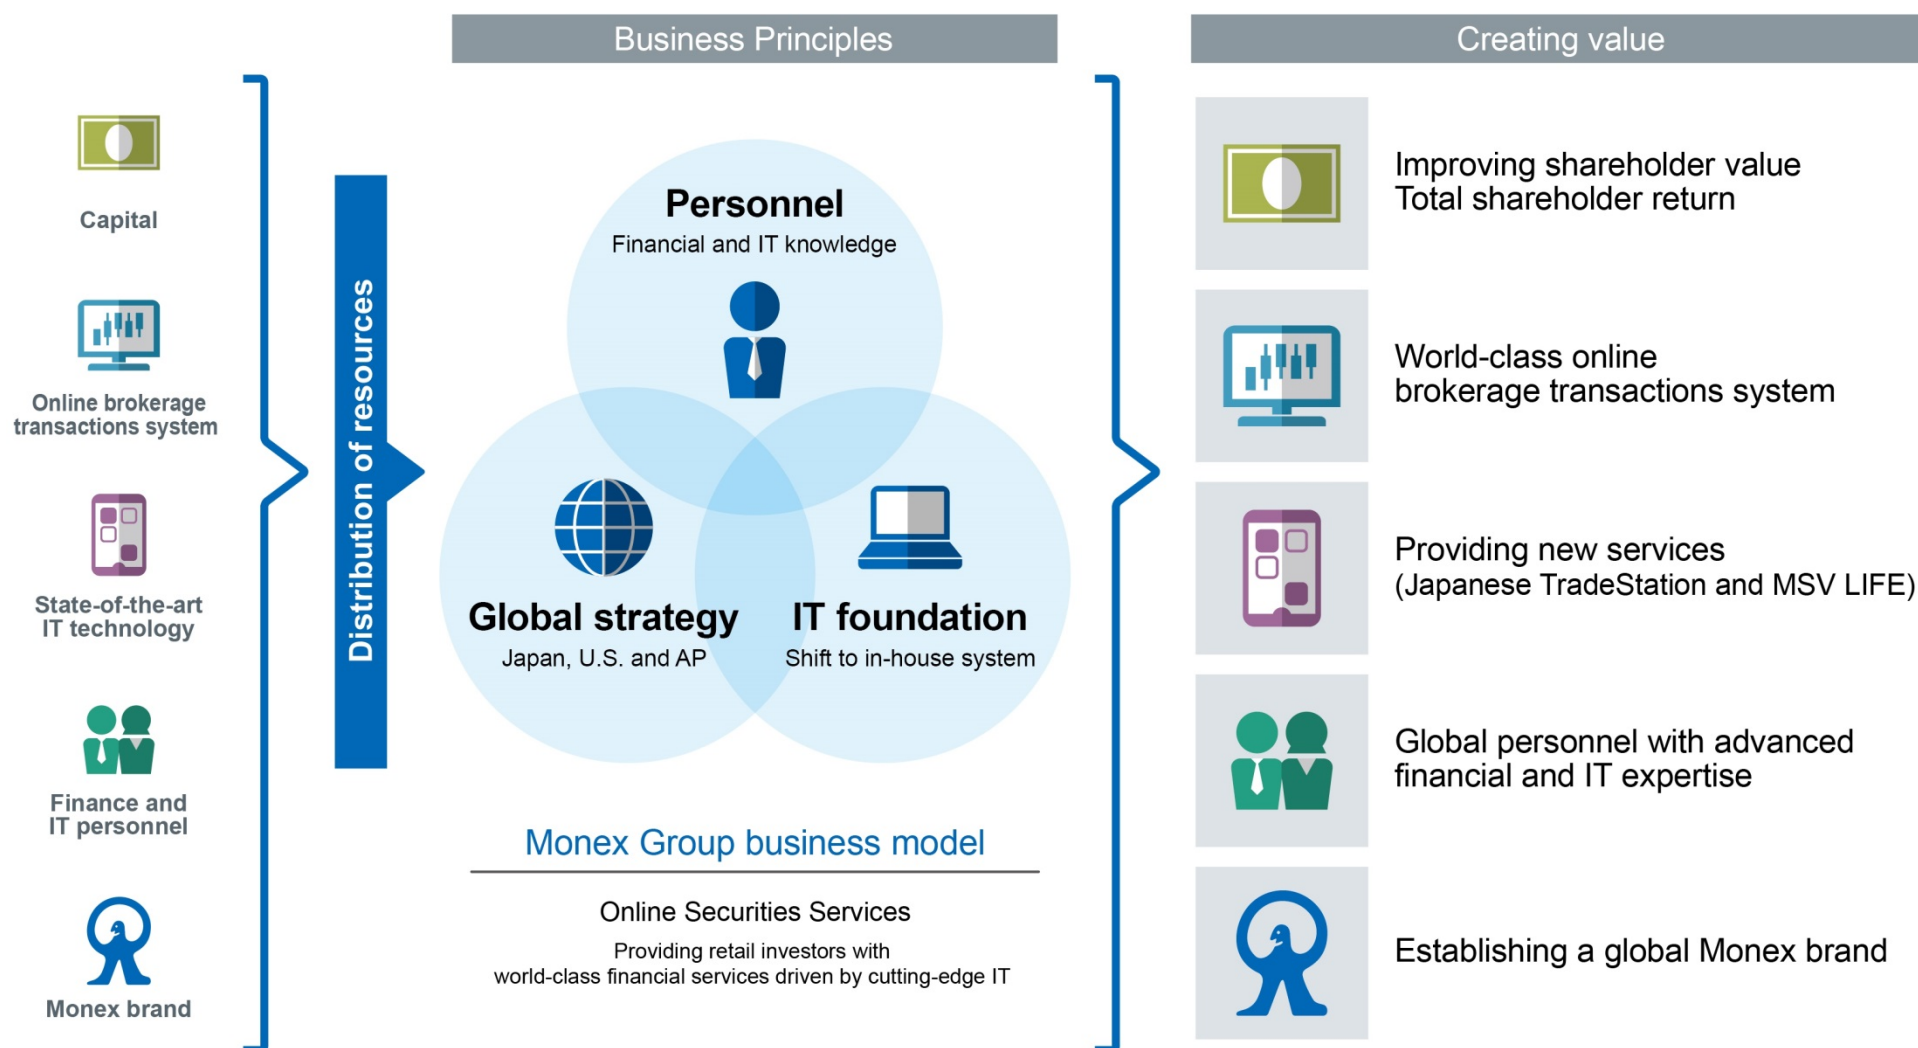 Business Principles
Creating value
Capital
Online brokerage
transactions system
State-of-the-art
IT technology
Finance and
IT personnel
Monex brand
Distribution of resources
Personnel
Financial and IT knowledge
Global strategy
Japan, U.S. and AP
IT foundation
Shift to in-house system
Monex Group business model
Online Securities Services
Providing retail investors with
world-class financial services driven by cutting-edge IT
Improving shareholder value
Total shareholder return
World-class online
brokerage transactions system
Providing new services
(Japanese TradeStation and MSV LIFE)
Global personnel with advanced
financial and IT expertise
Establishing a global Monex brand